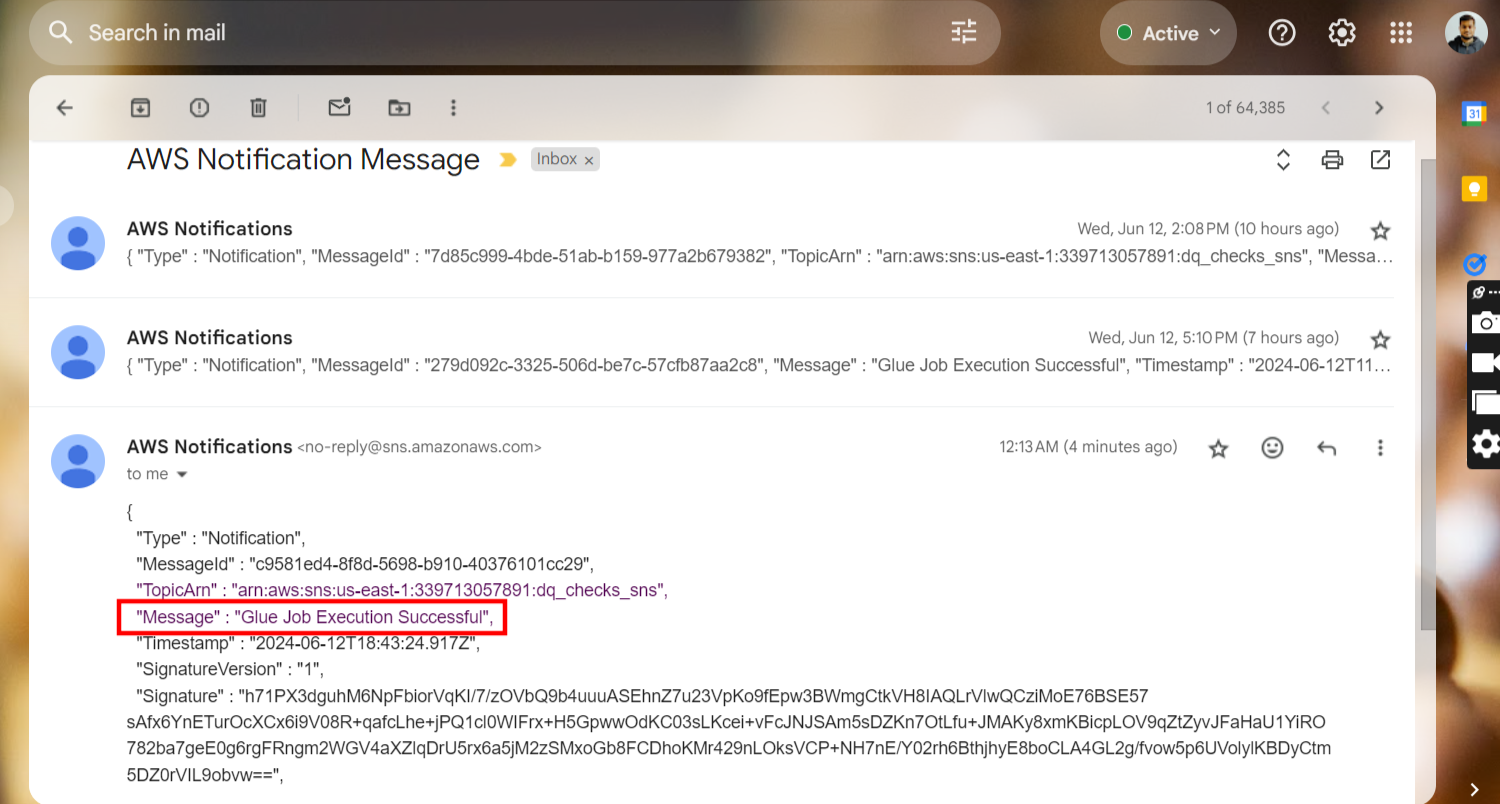 Search in mail
Active
1 of 64,385
31
AWS Notification Message
Inbox ×
AWS Notifications
Wed, Jun 12, 2:08 PM (10 hours ago)
{ "Type" : "Notification", "MessageId" : "7d85c999-4bde-51ab-b159-977a2b679382", "TopicArn" : "arn:aws:sns:us-east-1:339713057891:dq_checks_sns", "Messa…
AWS Notifications
Wed, Jun 12, 5:10 PM (7 hours ago)
{ "Type" : "Notification", "MessageId" : "279d092c-3325-506d-be7c-57cfb87aa2c8", "Message" : "Glue Job Execution Successful", "Timestamp" : "2024-06-12T11…
AWS Notifications <no-reply@sns.amazonaws.com>
12:13 AM (4 minutes ago)
to me
{
"Type" : "Notification",
"MessageId" : "c9581ed4-8f8d-5698-b910-40376101cc29",
"TopicArn" : "arn:aws:sns:us-east-1:339713057891:dq_checks_sns",
"Message" : "Glue Job Execution Successful",
"Timestamp" : "2024-06-12T18:43:24.917Z",
"SignatureVersion" : "1",
"Signature" : "h71PX3dguhM6NpFbiorVqKI/7/zOVbQ9b4uuuASEhnZ7u23VpKo9fEpw3BWmgCtkVH8IAQLrVlwQCziMoE76BSE57
sAfx6YnETurOcXCx6i9V08R+qafcLhe+jPQ1cl0WIFrx+H5GpwwOdKC03sLKcei+vFcJNJSAm5sDZKn7OtLfu+JMAKy8xmKBicpLOV9qZtZyvJFaHaU1YiRO
782ba7geE0g6rgFRngm2WGV4aXZlqDrU5rx6a5jM2zSMxoGb8FCDhoKMr429nLOksVCP+NH7nE/Y02rh6BthjhyE8boCLA4GL2g/fvow5p6UVolylKBDyCtm
5DZ0rVIL9obvw==",